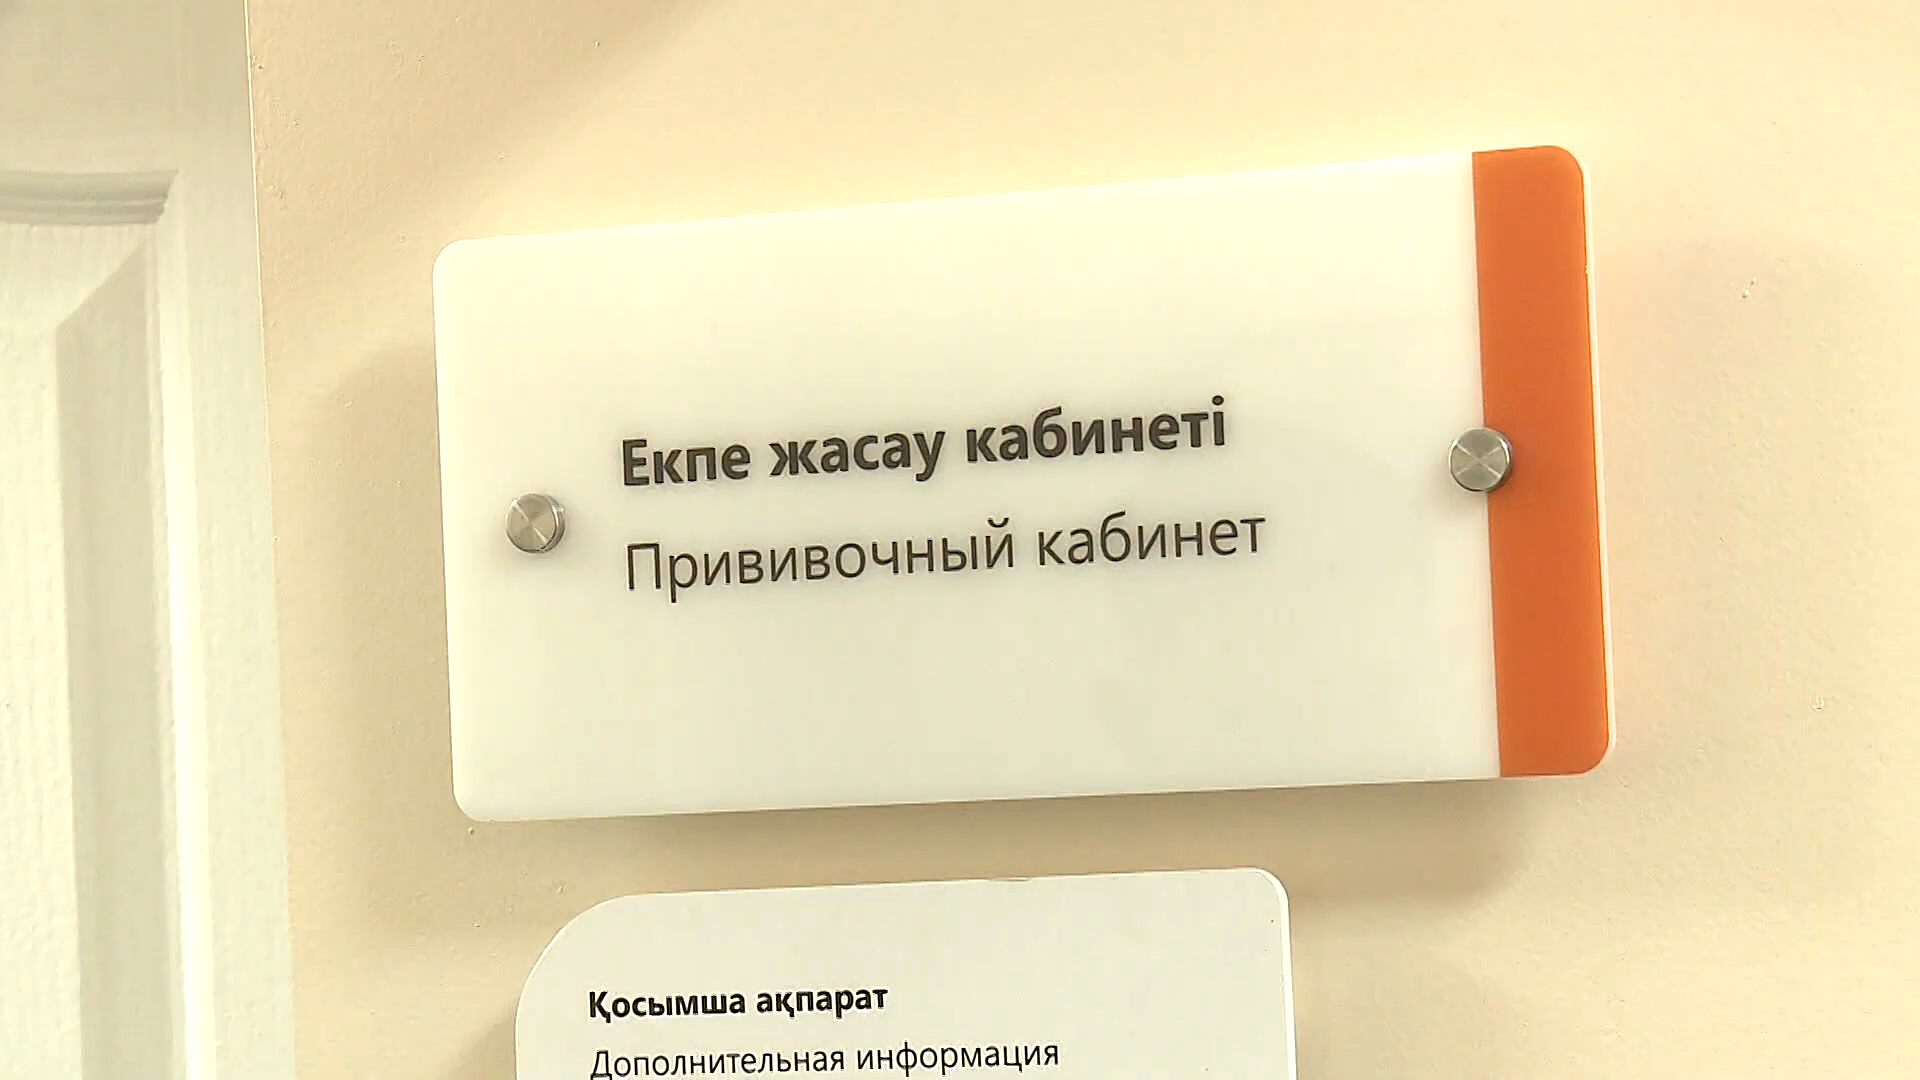 Екпе жасау кабинеті
Прививочный кабинет
Қосымша ақпарат
Дополнительная информация